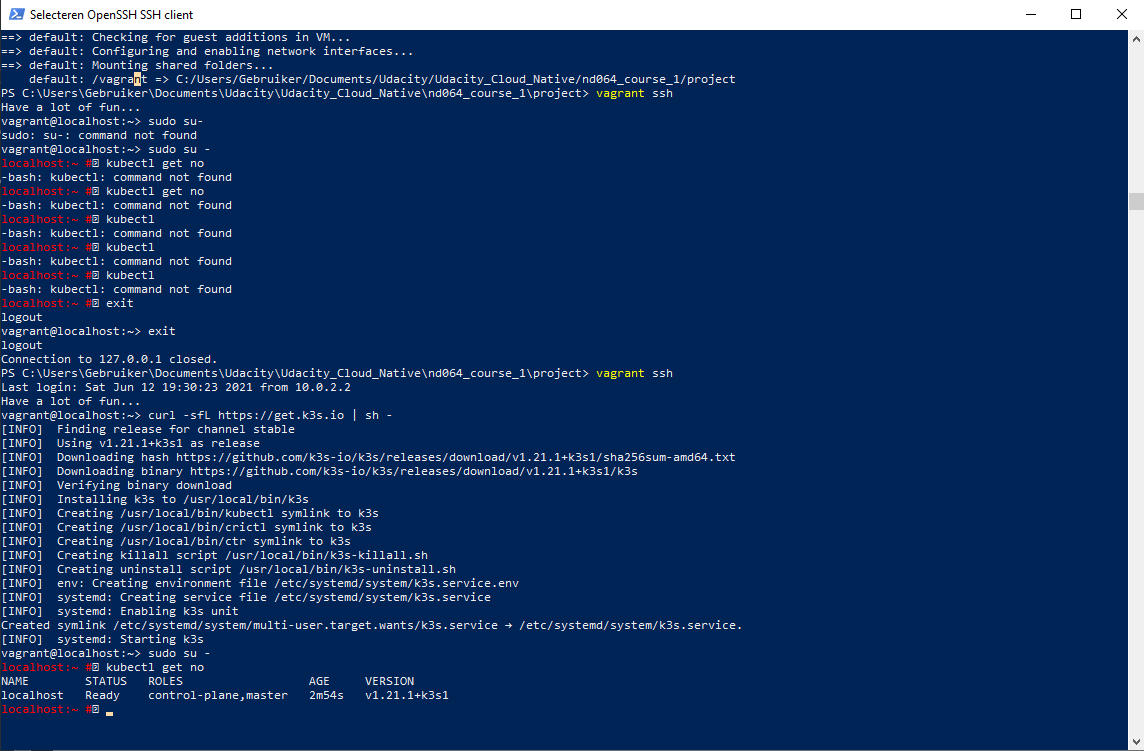 Selecteren OpenSSH SSH client
==> default: Checking for guest additions in VM...
==> default: Configuring and enabling network interfaces...
==> default: Mounting shared folders...
    default: /vagrant => C:/Users/Gebruiker/Documents/Udacity/Udacity_Cloud_Native/nd064_course_1/project
PS C:\Users\Gebruiker\Documents\Udacity\Udacity_Cloud_Native\nd064_course_1\project> vagrant ssh
Have a lot of fun...
vagrant@localhost:~> sudo su-
sudo: su-: command not found
vagrant@localhost:~> sudo su -
localhost:~ # kubectl get no
-bash: kubectl: command not found
localhost:~ # kubectl get no
-bash: kubectl: command not found
localhost:~ # kubectl
-bash: kubectl: command not found
localhost:~ # kubectl
-bash: kubectl: command not found
localhost:~ # kubectl
-bash: kubectl: command not found
localhost:~ # exit
logout
vagrant@localhost:~> exit
logout
Connection to 127.0.0.1 closed.
PS C:\Users\Gebruiker\Documents\Udacity\Udacity_Cloud_Native\nd064_course_1\project> vagrant ssh
Last login: Sat Jun 12 19:30:23 2021 from 10.0.2.2
Have a lot of fun...
vagrant@localhost:~> curl -sfL https://get.k3s.io | sh -
[INFO]  Finding release for channel stable
[INFO]  Using v1.21.1+k3s1 as release
[INFO]  Downloading hash https://github.com/k3s-io/k3s/releases/download/v1.21.1+k3s1/sha256sum-amd64.txt
[INFO]  Downloading binary https://github.com/k3s-io/k3s/releases/download/v1.21.1+k3s1/k3s
[INFO]  Verifying binary download
[INFO]  Installing k3s to /usr/local/bin/k3s
[INFO]  Creating /usr/local/bin/kubectl symlink to k3s
[INFO]  Creating /usr/local/bin/crictl symlink to k3s
[INFO]  Creating /usr/local/bin/ctr symlink to k3s
[INFO]  Creating killall script /usr/local/bin/k3s-killall.sh
[INFO]  Creating uninstall script /usr/local/bin/k3s-uninstall.sh
[INFO]  env: Creating environment file /etc/systemd/system/k3s.service.env
[INFO]  systemd: Creating service file /etc/systemd/system/k3s.service
[INFO]  systemd: Enabling k3s unit
Created symlink /etc/systemd/system/multi-user.target.wants/k3s.service → /etc/systemd/system/k3s.service.
[INFO]  systemd: Starting k3s
vagrant@localhost:~> sudo su -
localhost:~ # kubectl get no
NAME        STATUS   ROLES                  AGE     VERSION
localhost   Ready    control-plane,master   2m54s   v1.21.1+k3s1
localhost:~ #